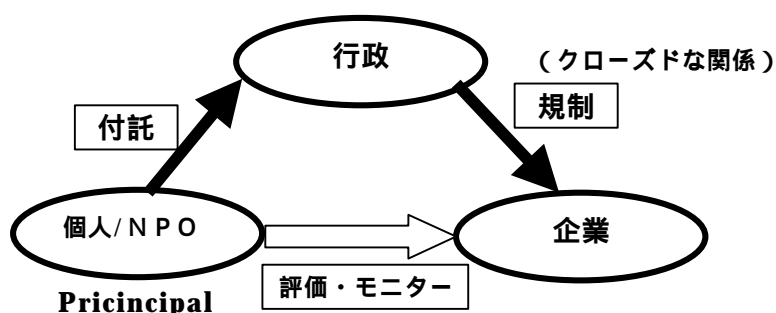 行政
(クローズドな関係)
規制
付託
個人/NPO
企業
評価・モニター
Pricincipal